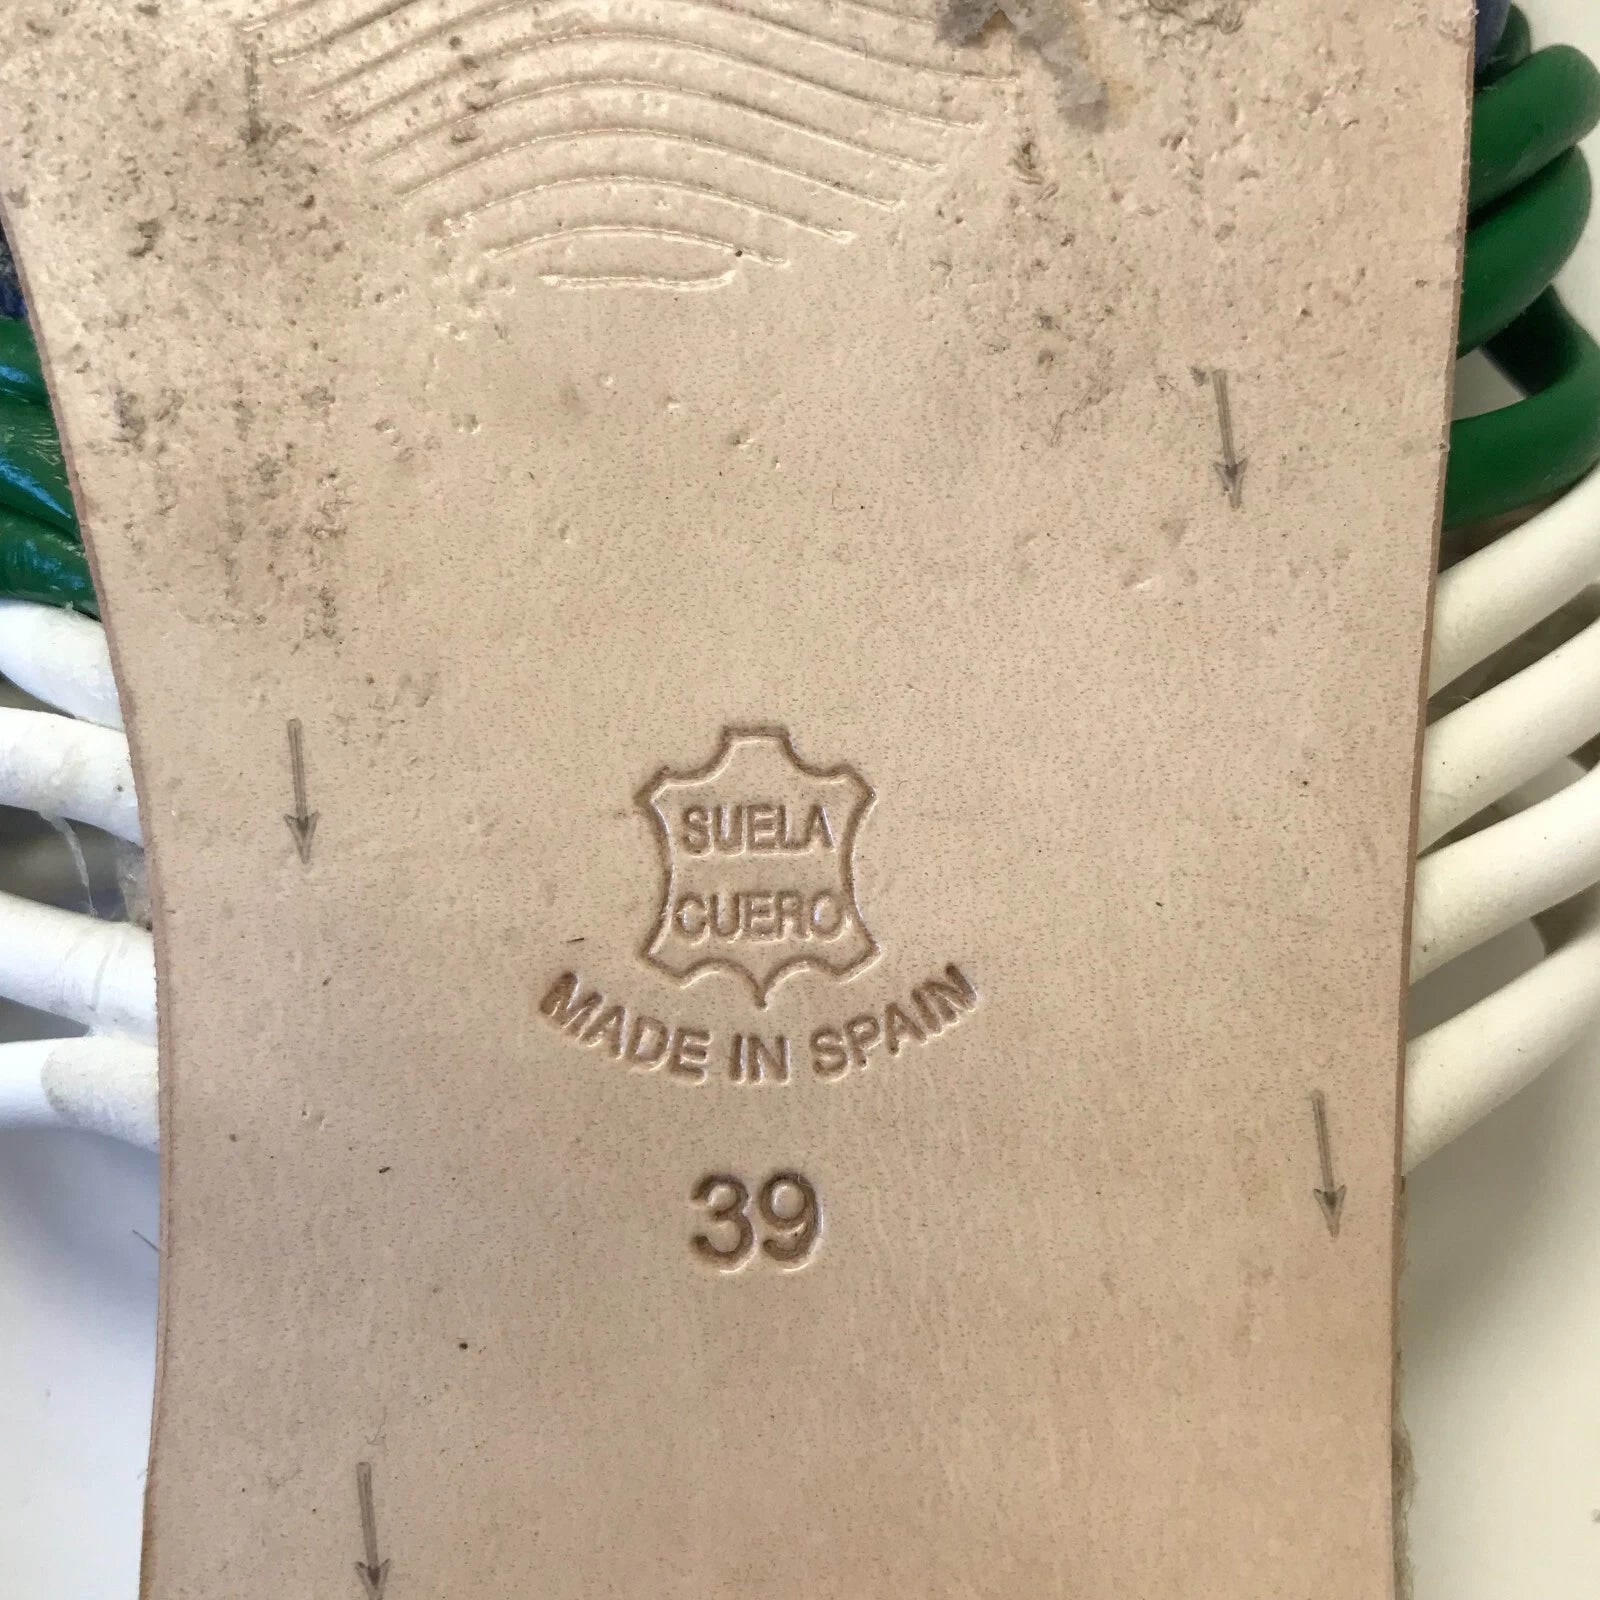 SUELA
CUERO
MADE IN SPAIN
39